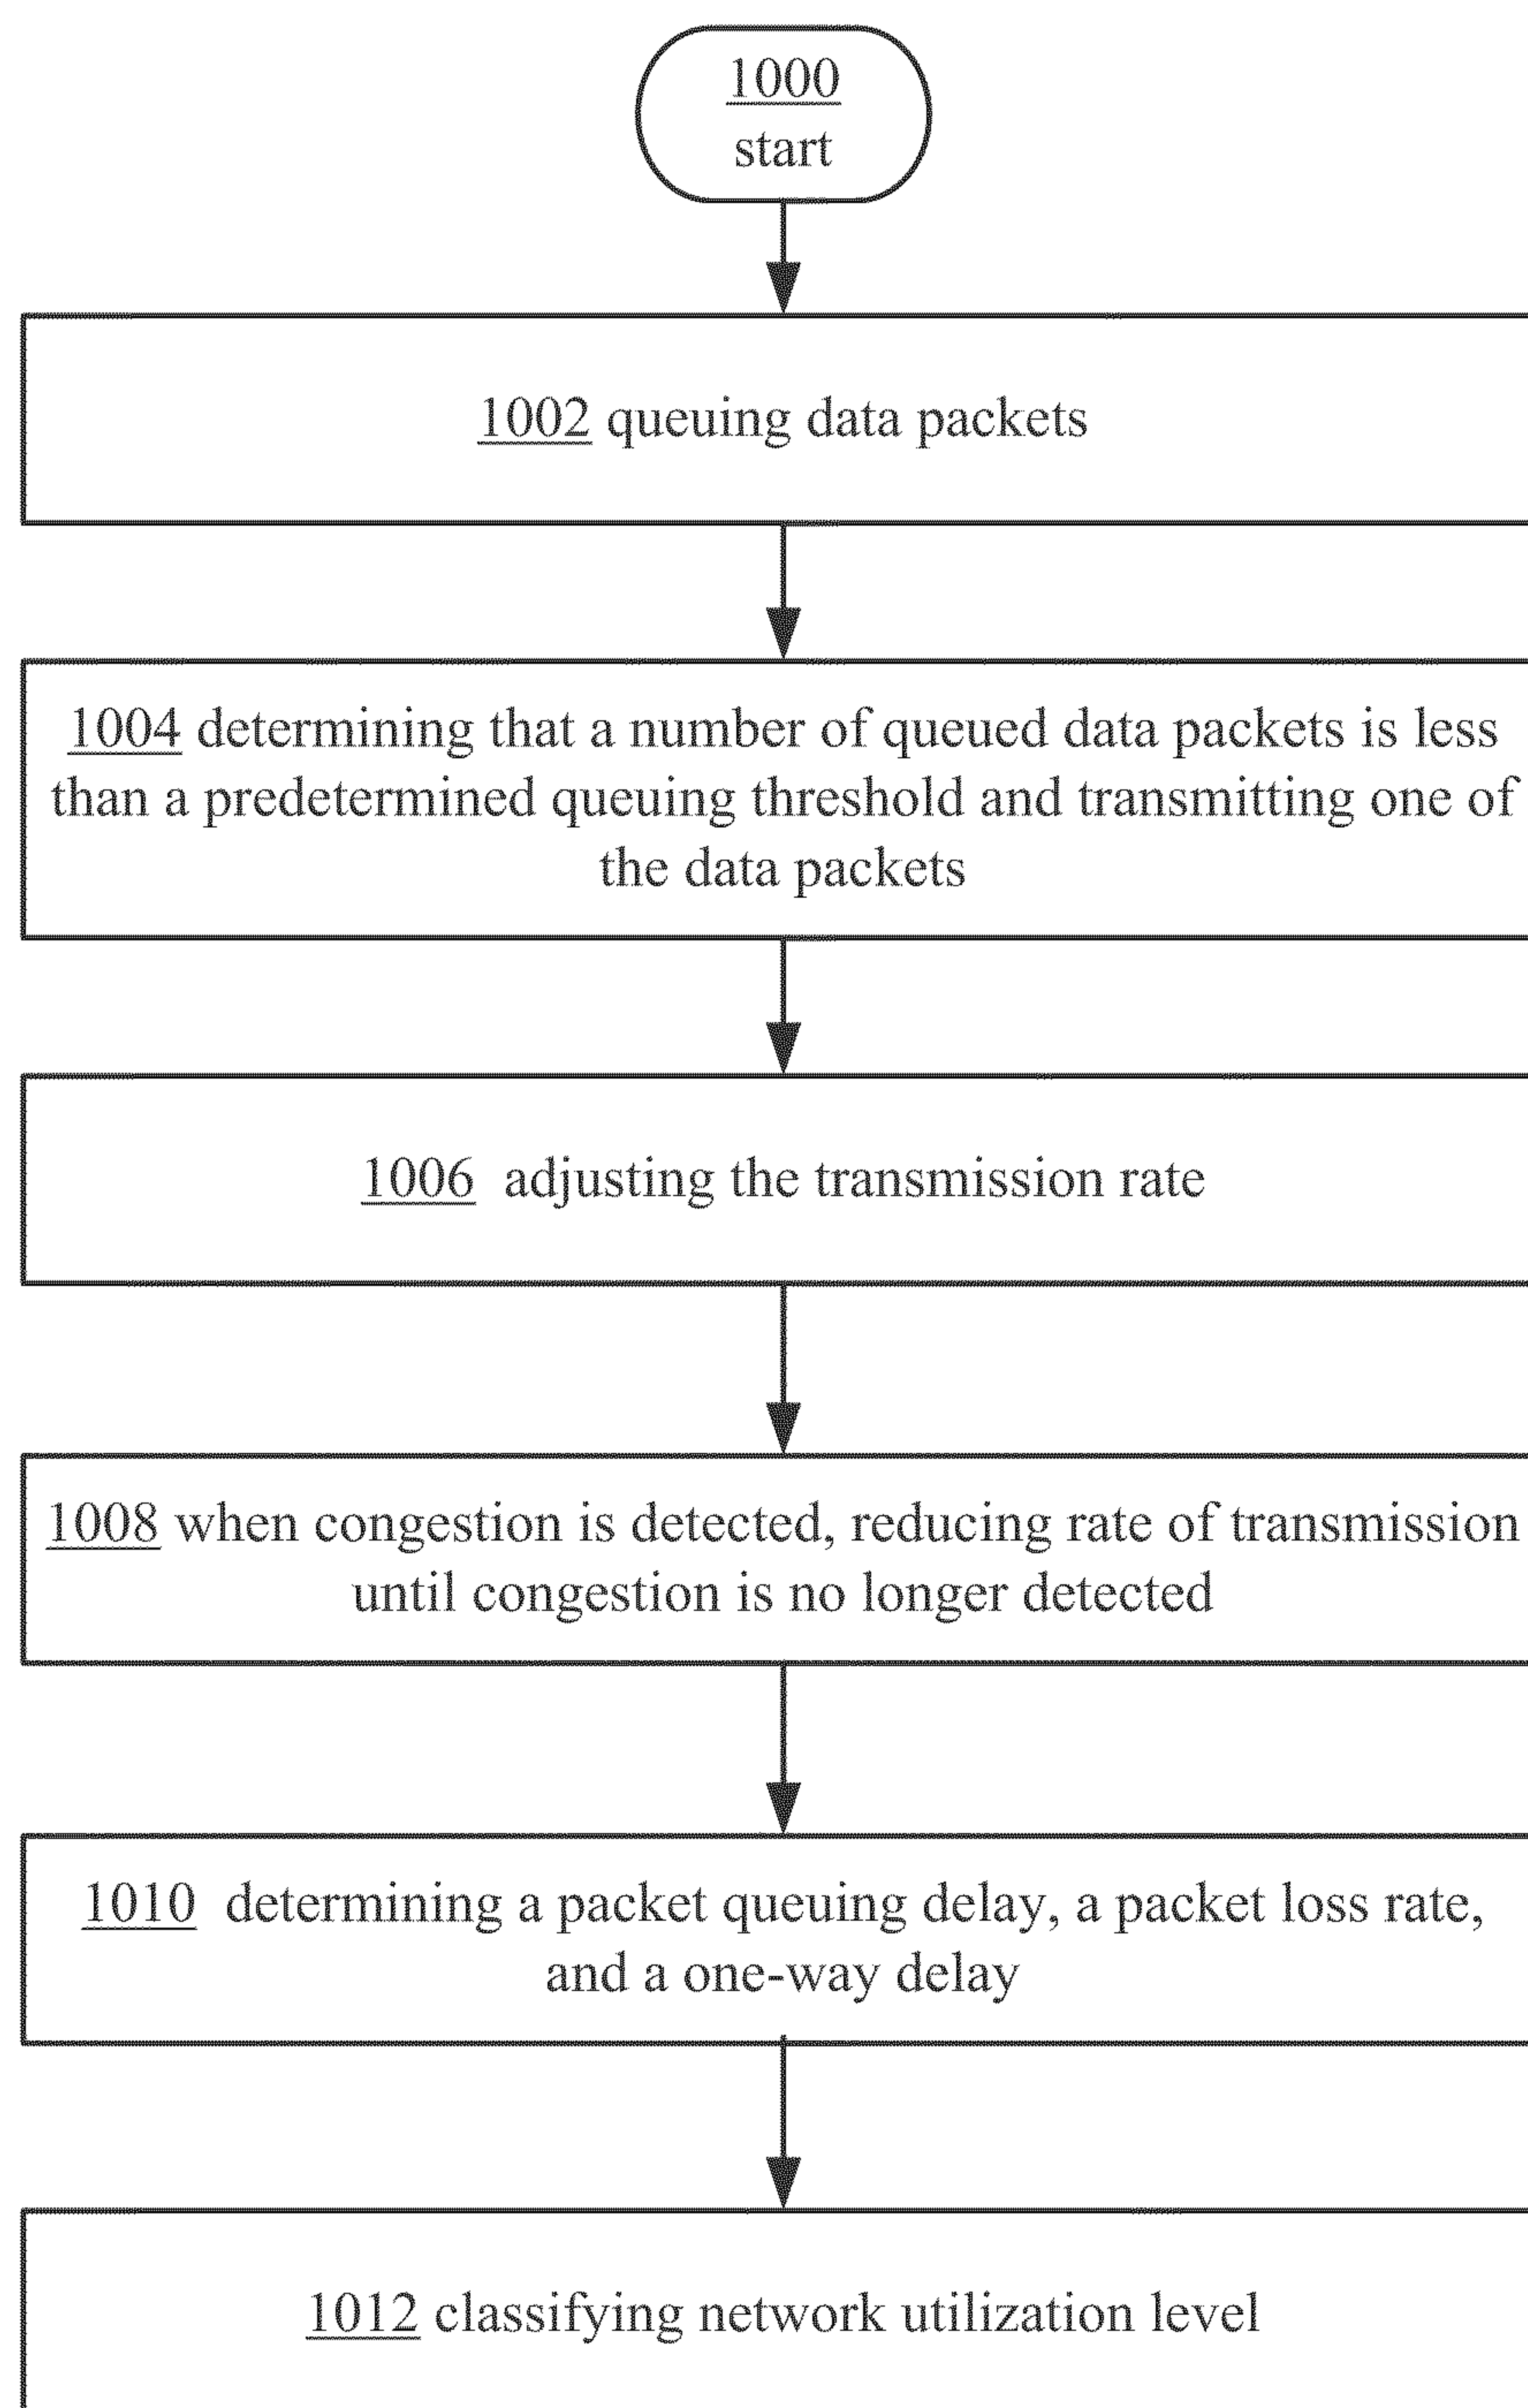 1000
start
1002 queuing data packets
1004 determining that a number of queued data packets is less
than a predetermined queuing threshold and transmitting one of
the data packets
1006 adjusting the transmission rate
1008 when congestion is detected, reducing rate of transmission
until congestion is no longer detected
1010 determining a packet queuing delay, a packet loss rate,
and a one-way delay
1012 classifying network utilization level